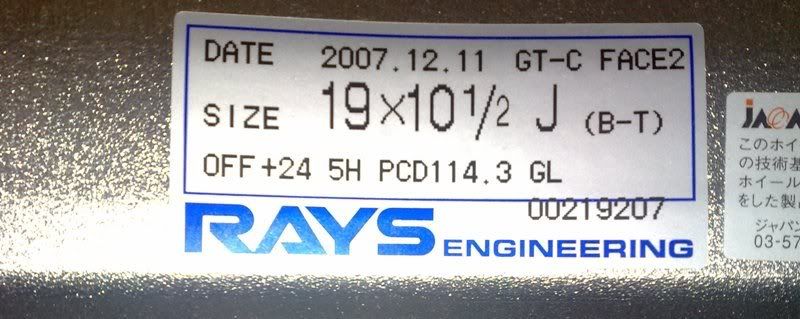 DATE 2007.12.11 GT-C FACE2
SIZE 19×10 1/2 J (B-T)
OFF+24 5H PCD114.3 GL
00219207
RAYS ENGINEERING
このホイ
の技術基
ホイール
をした製
ジャパン
03-57